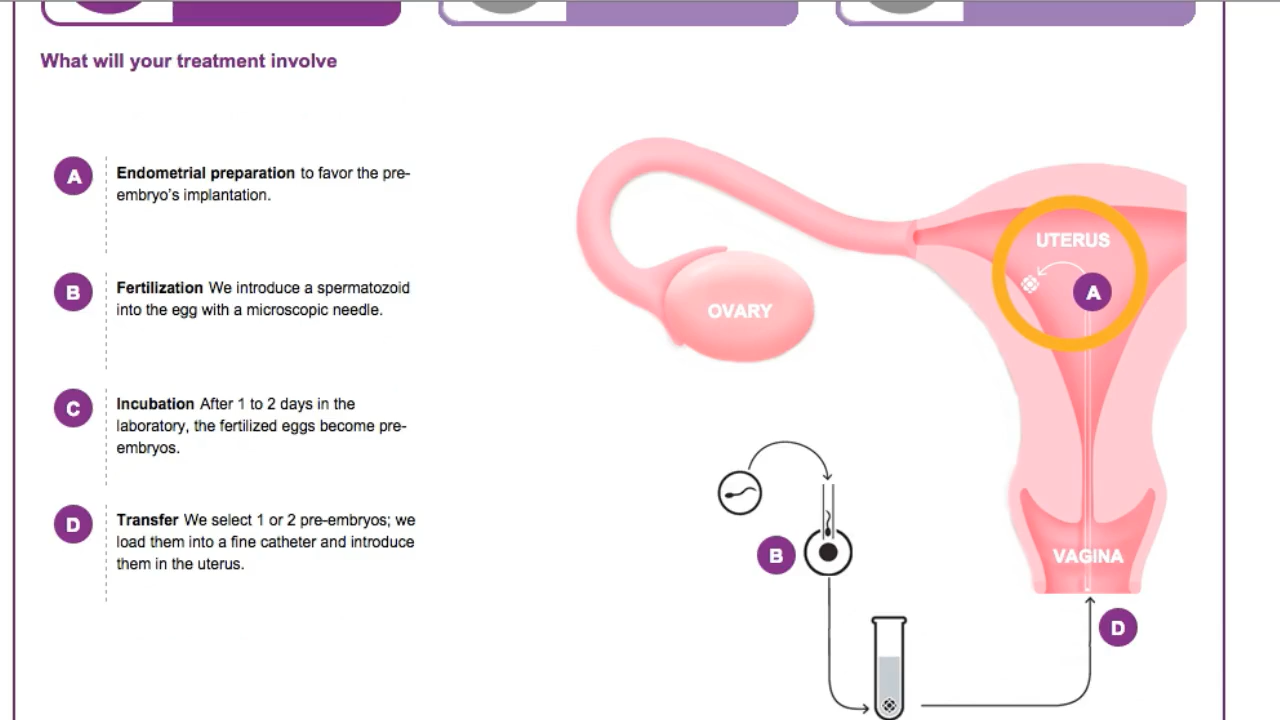 What will your treatment involve
A
Endometrial preparation to favor the pre-
embryo's implantation.
B
Fertilization We introduce a spermatozoid
into the egg with a microscopic needle.
C
Incubation After 1 to 2 days in the
laboratory, the fertilized eggs become pre-
embryos.
D
Transfer We select 1 or 2 pre-embryos; we
load them into a fine catheter and introduce
them in the uterus.
UTERUS
A
OVARY
B
VAGINA
D